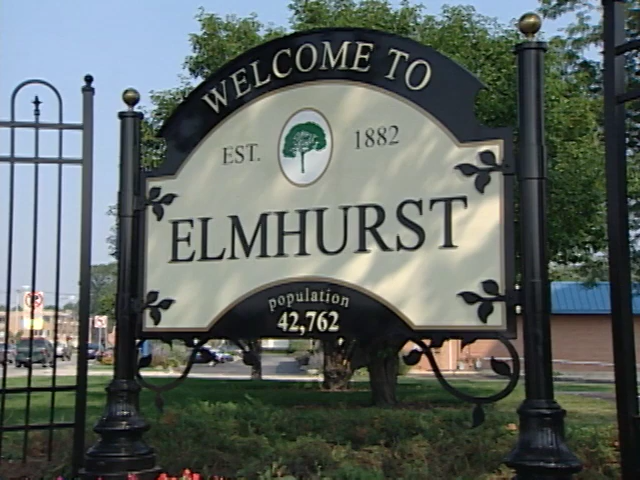 WELCOME TO
EST. 1882
ELMHURST
population
42,762